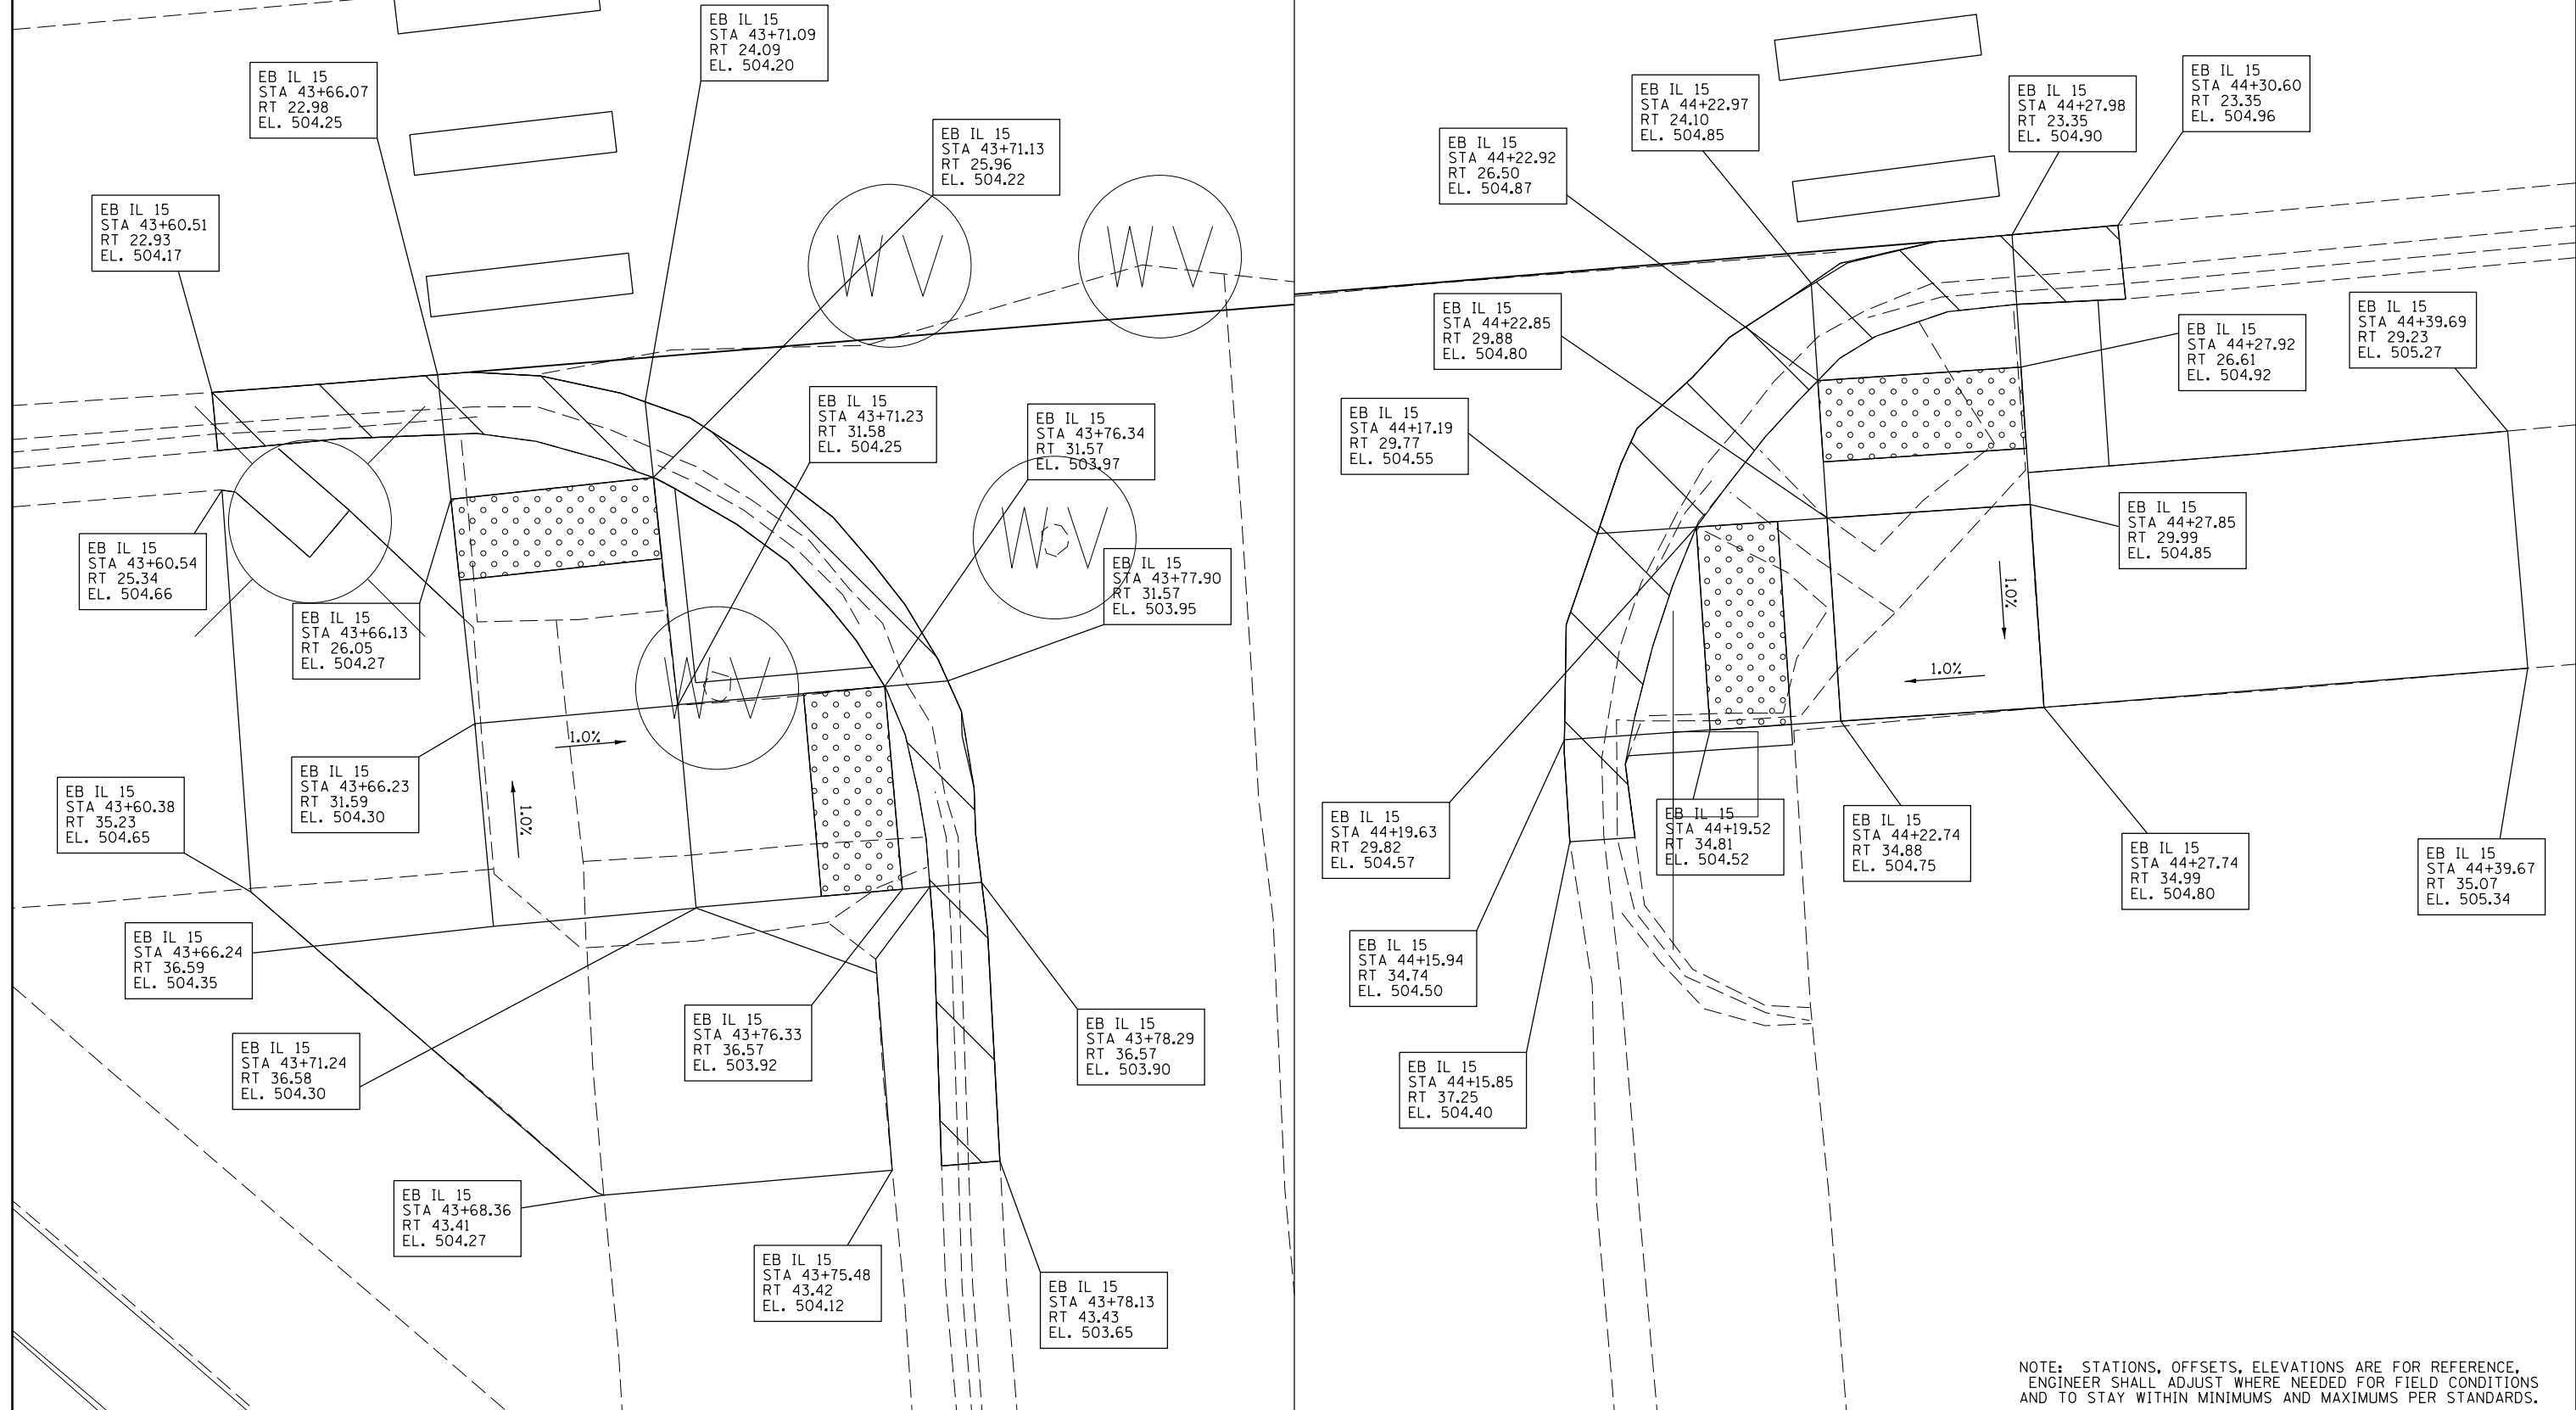 EB IL 15
STA 43+71.09
RT 24.09
EL. 504.20
EB IL 15
STA 43+66.07
RT 22.98
EL. 504.25
EB IL 15
STA 43+71.13
RT 25.96
EL. 504.22
EB IL 15
STA 43+60.51
RT 22.93
EL. 504.17
WV
WV
EB IL 15
STA 43+71.23
RT 31.58
EL. 504.25
EB IL 15
STA 43+76.34
RT 31.57
EL. 503.97
WV
EB IL 15
STA 43+60.54
RT 25.34
EL. 504.66
EB IL 15
STA 43+77.90
RT 31.57
EL. 503.95
EB IL 15
STA 43+66.13
RT 26.05
EL. 504.27
WV
1.0%
EB IL 15
STA 43+66.23
RT 31.59
EL. 504.30
1.0%
EB IL 15
STA 43+60.38
RT 35.23
EL. 504.65
EB IL 15
STA 43+66.24
RT 36.59
EL. 504.35
EB IL 15
STA 43+71.24
RT 36.58
EL. 504.30
EB IL 15
STA 43+76.33
RT 36.57
EL. 503.92
EB IL 15
STA 43+78.29
RT 36.57
EL. 503.90
EB IL 15
STA 43+68.36
RT 43.41
EL. 504.27
EB IL 15
STA 43+75.48
RT 43.42
EL. 504.12
EB IL 15
STA 43+78.13
RT 43.43
EL. 503.65
EB IL 15
STA 44+30.60
RT 23.35
EL. 504.96
EB IL 15
STA 44+22.97
RT 24.10
EL. 504.85
EB IL 15
STA 44+27.98
RT 23.35
EL. 504.90
EB IL 15
STA 44+22.92
RT 26.50
EL. 504.87
EB IL 15
STA 44+22.85
RT 29.88
EL. 504.80
EB IL 15
STA 44+39.69
RT 29.23
EL. 505.27
EB IL 15
STA 44+27.92
RT 26.61
EL. 504.92
EB IL 15
STA 44+17.19
RT 29.77
EL. 504.55
EB IL 15
STA 44+27.85
RT 29.99
EL. 504.85
1.0%
1.0%
EB IL 15
STA 44+19.63
RT 29.82
EL. 504.57
EB IL 15
STA 44+19.52
RT 34.81
EL. 504.52
EB IL 15
STA 44+22.74
RT 34.88
EL. 504.75
EB IL 15
STA 44+27.74
RT 34.99
EL. 504.80
EB IL 15
STA 44+39.67
RT 35.07
EL. 505.34
EB IL 15
STA 44+15.94
RT 34.74
EL. 504.50
EB IL 15
STA 44+15.85
RT 37.25
EL. 504.40
NOTE: STATIONS, OFFSETS, ELEVATIONS ARE FOR REFERENCE,
ENGINEER SHALL ADJUST WHERE NEEDED FOR FIELD CONDITIONS
AND TO STAY WITHIN MINIMUMS AND MAXIMUMS PER STANDARDS.